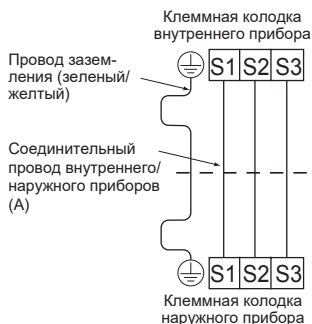 Клеммная колодка
внутреннего прибора
Провод зазем-
ления (зеленый/
желтый)
S1 S2 S3
Соединительный
провод внутреннего/
наружного приборов
(A)
S1 S2 S3
Клеммная колодка
наружного прибора